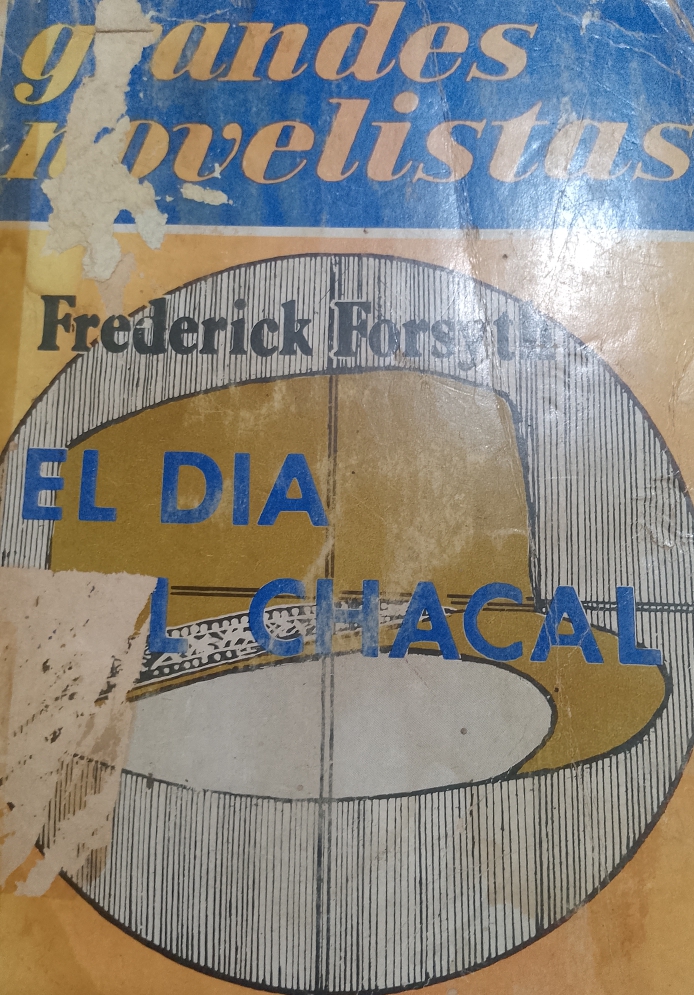 grandes
novelistas
Frederick Forsyth
EL DIA
L CHACAL